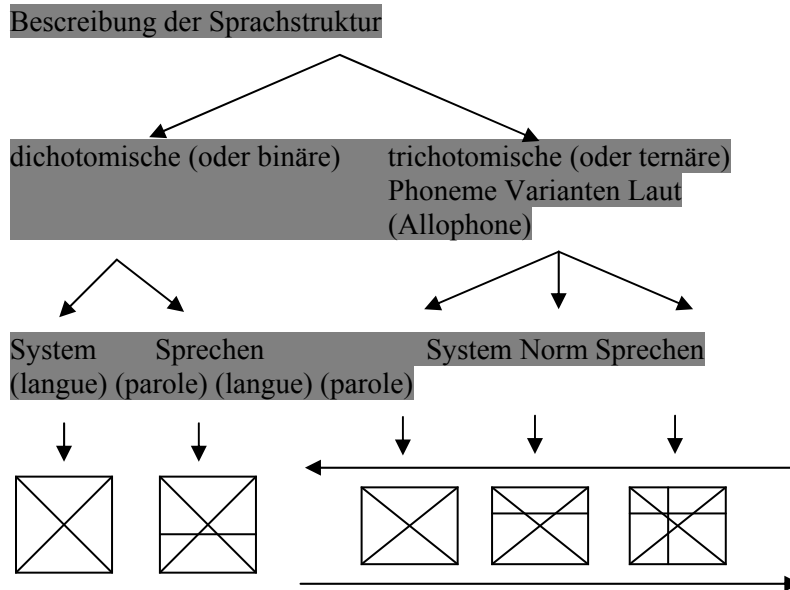 Bescreibung der Sprachstruktur
dichotomische (oder binäre) trichotomische (oder ternäre)
Phoneme Varianten Laut
(Allophone)
System Sprechen System Norm Sprechen
(langue) (parole) (langue) (parole)